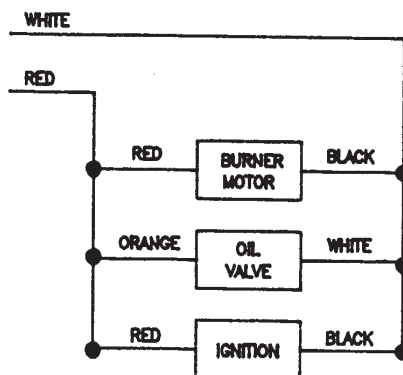 WHITE
RED
RED BURNER MOTOR BLACK
ORANGE OIL VALVE WHITE
RED IGNITION BLACK